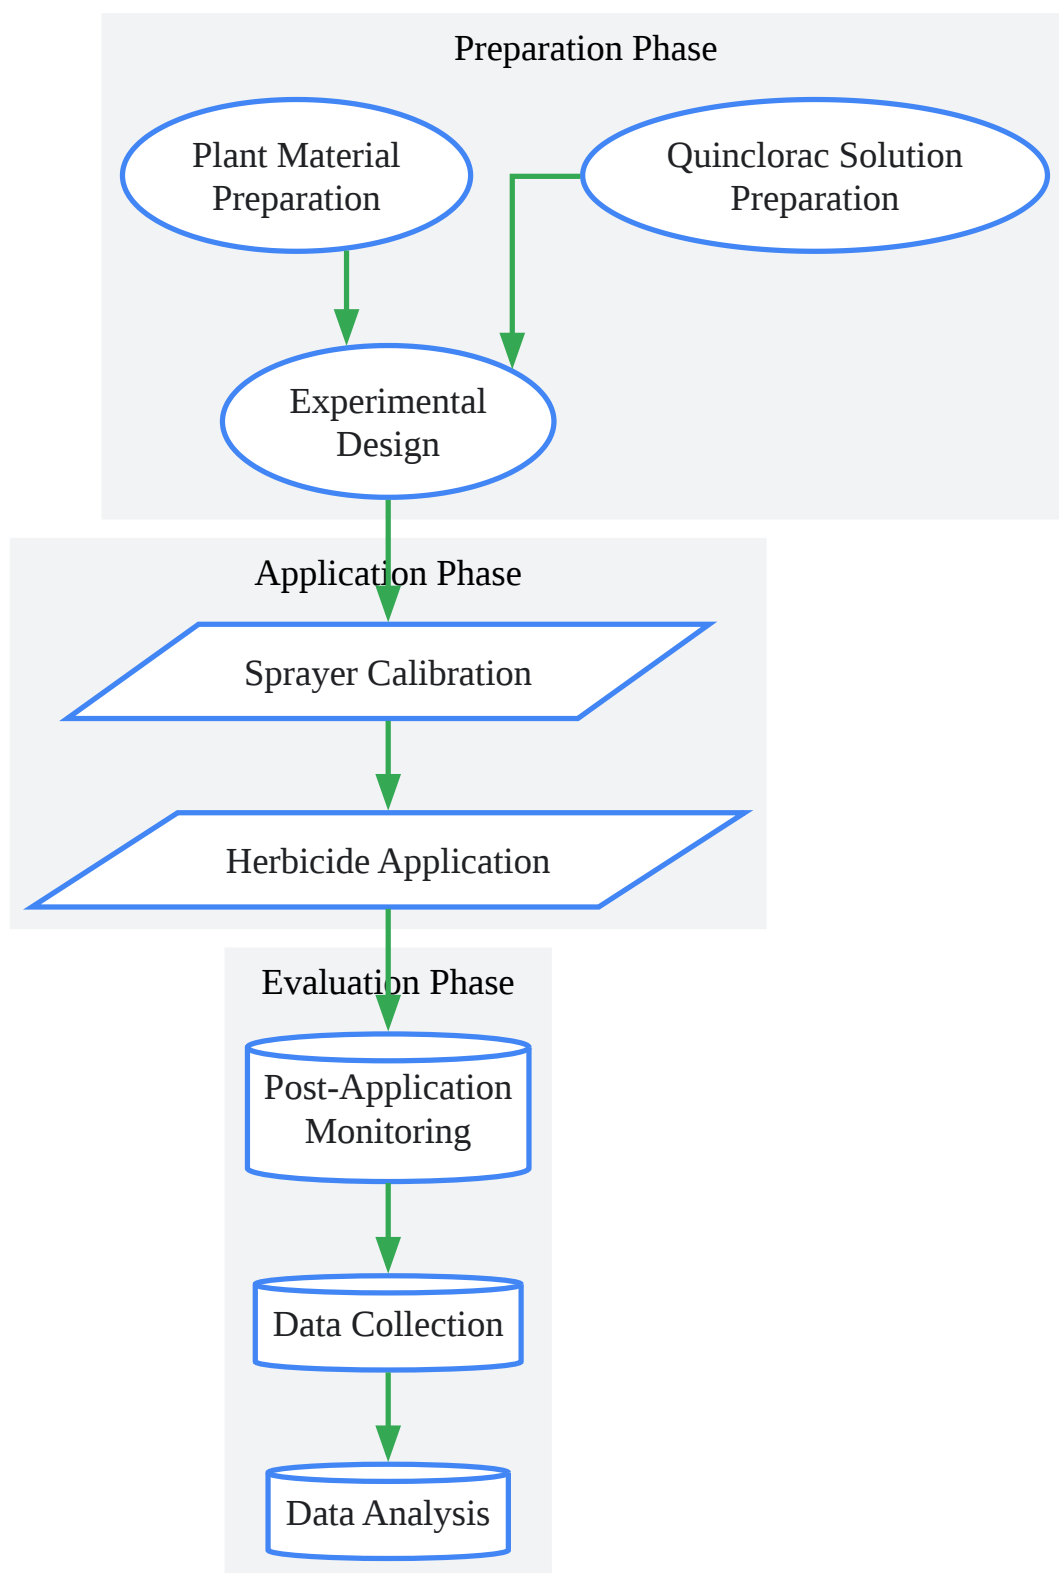 Preparation Phase
Plant Material
Preparation
Quinclorac Solution
Preparation
Experimental
Design
Application Phase
Sprayer Calibration
Herbicide Application
Evaluation Phase
Post-Application
Monitoring
Data Collection
Data Analysis